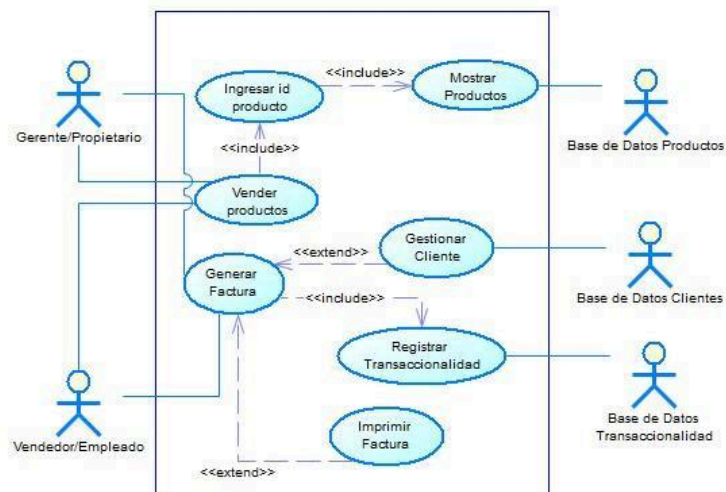 <<include>>
Ingresar id
producto
Mostrar
Productos
Gerente/Propietario
Base de Datos Productos
<<include>>
Vender
productos
<<extend>>
Gestionar
Cliente
Generar
Factura
<<include>>
Base de Datos Clientes
Registrar
Transaccionalidad
Base de Datos
Transaccionalidad
Vendedor/Empleado
Imprimir
Factura
<<extend>>